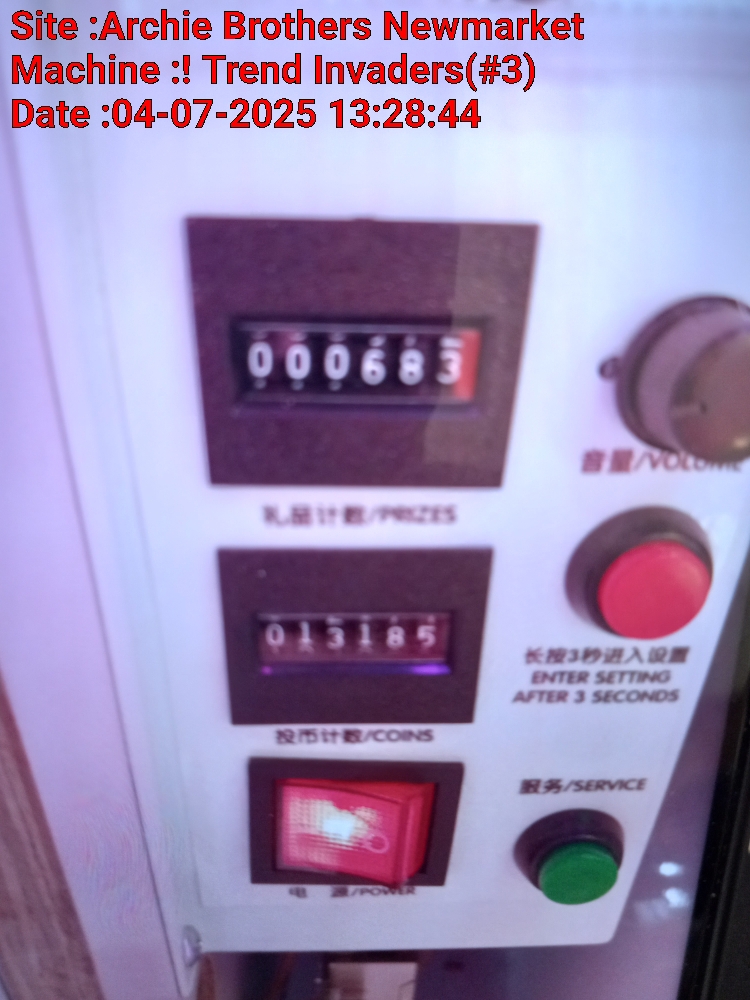 Site :Archie Brothers Newmarket
Machine :! Trend Invaders(#3)
Date :04-07-2025 13:28:44
000683
音量/VOLUME
礼品计数/PRIZES
013185
长按3秒进入设置
ENTER SETTING
AFTER 3 SECONDS
投币计数/COINS
服务/SERVICE
电 源/POWER